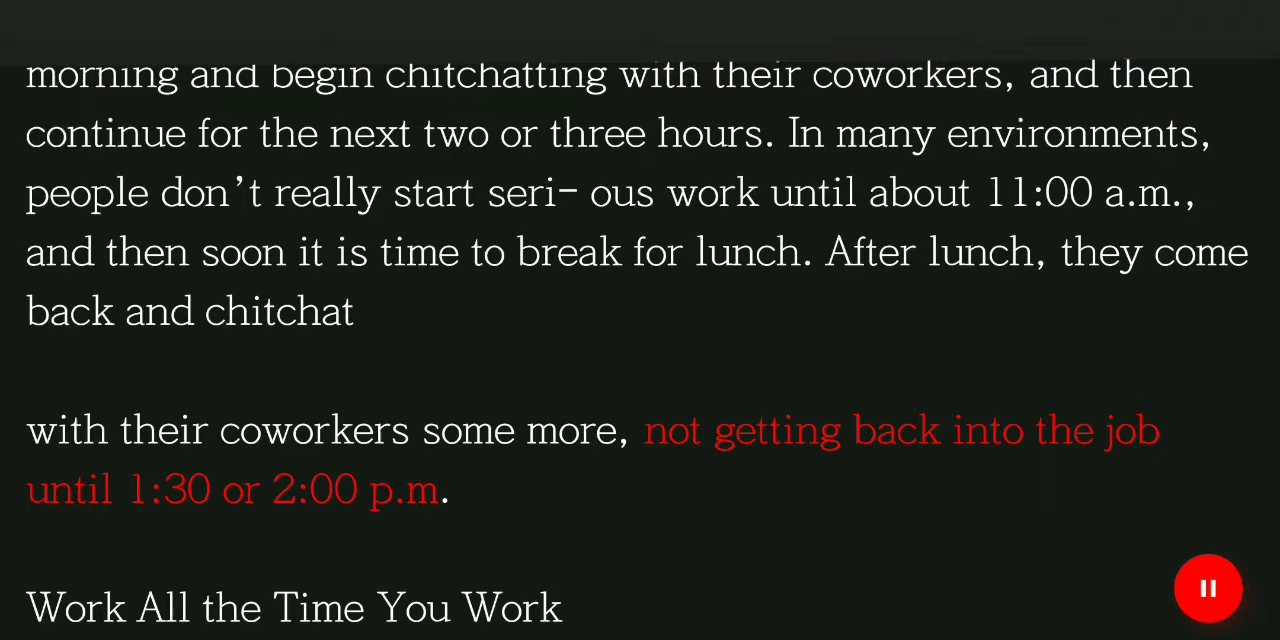 morning and begin chitchatting with their coworkers, and then
continue for the next two or three hours. In many environments,
people don’t really start seri- ous work until about 11:00 a.m.,
and then soon it is time to break for lunch. After lunch, they come
back and chitchat
with their coworkers some more, not getting back into the job
until 1:30 or 2:00 p.m.
Work All the Time You Work